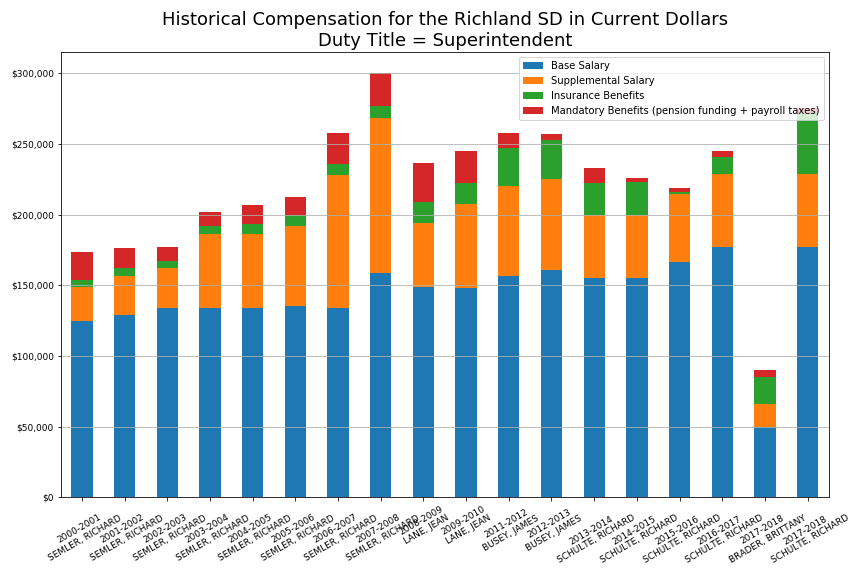 Historical Compensation for the Richland SD in Current Dollars
Duty Title = Superintendent
Base Salary
Supplemental Salary
Insurance Benefits
Mandatory Benefits (pension funding + payroll taxes)
$300,000
$250,000
$200,000
$150,000
$100,000
$50,000
$0
2000-2001
SEMLER, RICHARD
2001-2002
SEMLER, RICHARD
2002-2003
SEMLER, RICHARD
2003-2004
SEMLER, RICHARD
2004-2005
SEMLER, RICHARD
2005-2006
SEMLER, RICHARD
2006-2007
SEMLER, RICHARD
2007-2008
SEMLER, RICHARD
2008-2009
LANE, JEAN
2009-2010
LANE, JEAN
2011-2012
BUSEY, JAMES
2012-2013
BUSEY, JAMES
2013-2014
SCHULTE, RICHARD
2014-2015
SCHULTE, RICHARD
2015-2016
SCHULTE, RICHARD
2016-2017
SCHULTE, RICHARD
2017-2018
BRADER, BRITTANY
2017-2018
SCHULTE, RICHARD